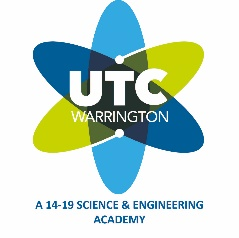 UTC
WARRINGTON
A 14-19 SCIENCE & ENGINEERING
ACADEMY